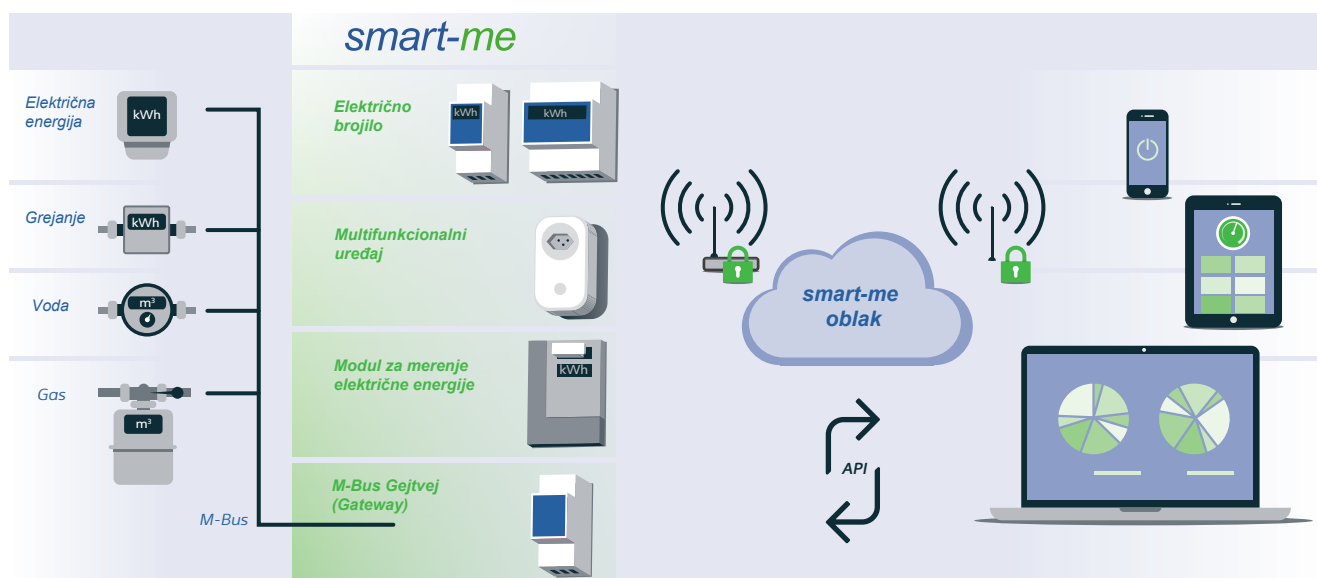 smart-me
Električna
energija
kWh
Grejanje
kWh
Voda
m³
Gas
m³
M-Bus
Električno
brojilo
kWh
kWh
Multifunkcionalni
uređaj
Modul za merenje
električne energije
kWh
M-Bus Gejtvej
(Gateway)
smart-me
oblak
API